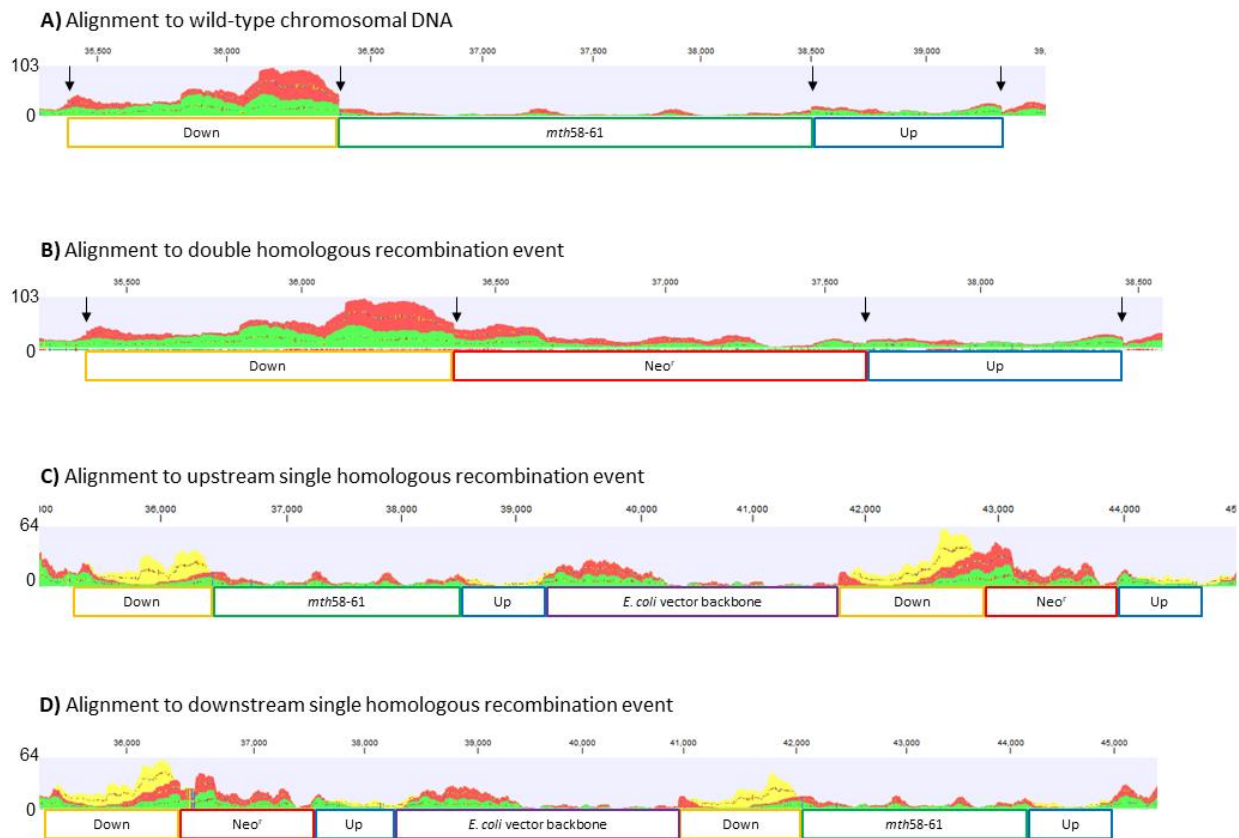 A) Alignment to wild-type chromosomal DNA
35,500 36,000 36,500 37,000 37,500 38,000 38,500 39,000 39,
103
0
Down mth58-61 Up
B) Alignment to double homologous recombination event
35,500 36,000 36,500 37,000 37,500 38,000 38,500
103
0
Down Neoʳ Up
C) Alignment to upstream single homologous recombination event
00 36,000 37,000 38,000 39,000 40,000 41,000 42,000 43,000 44,000 45
64
0
Down mth58-61 Up E. coli vector backbone Down Neoʳ Up
D) Alignment to downstream single homologous recombination event
36,000 37,000 38,000 39,000 40,000 41,000 42,000 43,000 44,000 45,000
64
0
Down Neoʳ Up E. coli vector backbone Down mth58-61 Up